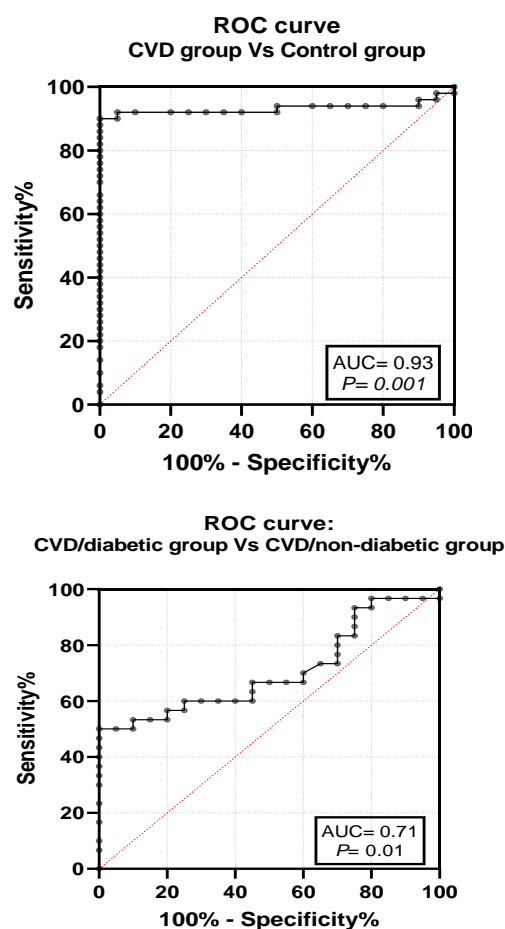 ROC curve
CVD group Vs Control group
100
80
60
40
20
0
Sensitivity%
AUC= 0.93
P= 0.001
0 20 40 60 80 100
100% - Specificity%
ROC curve:
CVD/diabetic group Vs CVD/non-diabetic group
100
80
60
40
20
0
Sensitivity%
AUC= 0.71
P= 0.01
0 20 40 60 80 100
100% - Specificity%